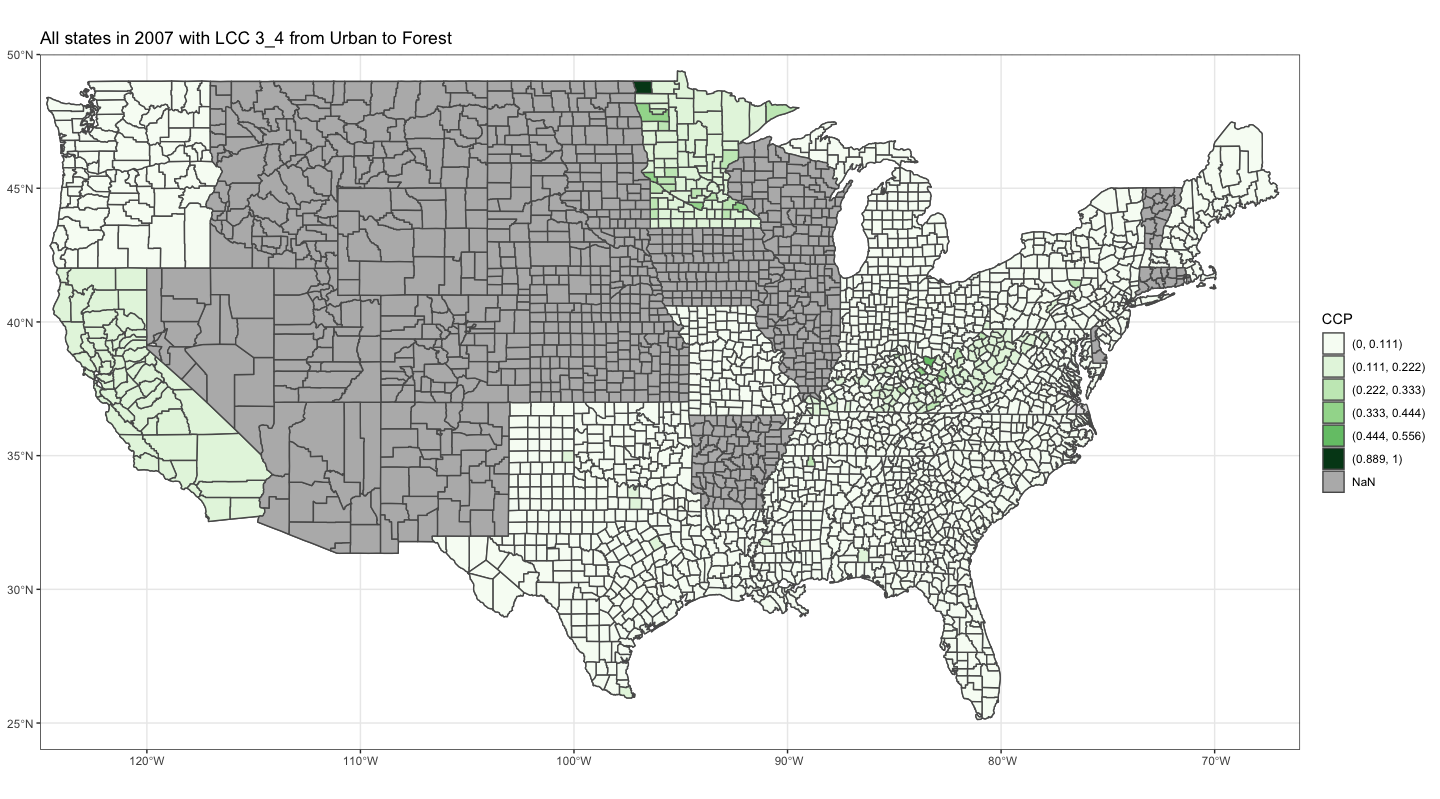 All states in 2007 with LCC 3_4 from Urban to Forest
50°N
45°N
40°N
35°N
30°N
25°N
120°W
110°W
100°W
90°W
80°W
70°W
CCP
(0, 0.111)
(0.111, 0.222)
(0.222, 0.333)
(0.333, 0.444)
(0.444, 0.556)
(0.889, 1)
NaN